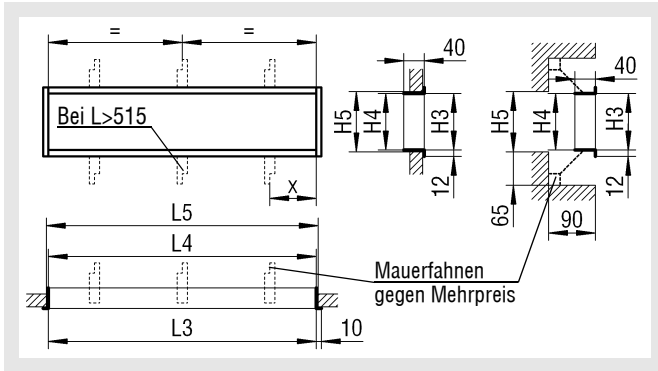 = =
40
40
Bei L>515
H5
H4
H3
12
H5
H4
H3
12
65
90
x
L5
L4
L3
10
Mauerfahnen
gegen Mehrpreis